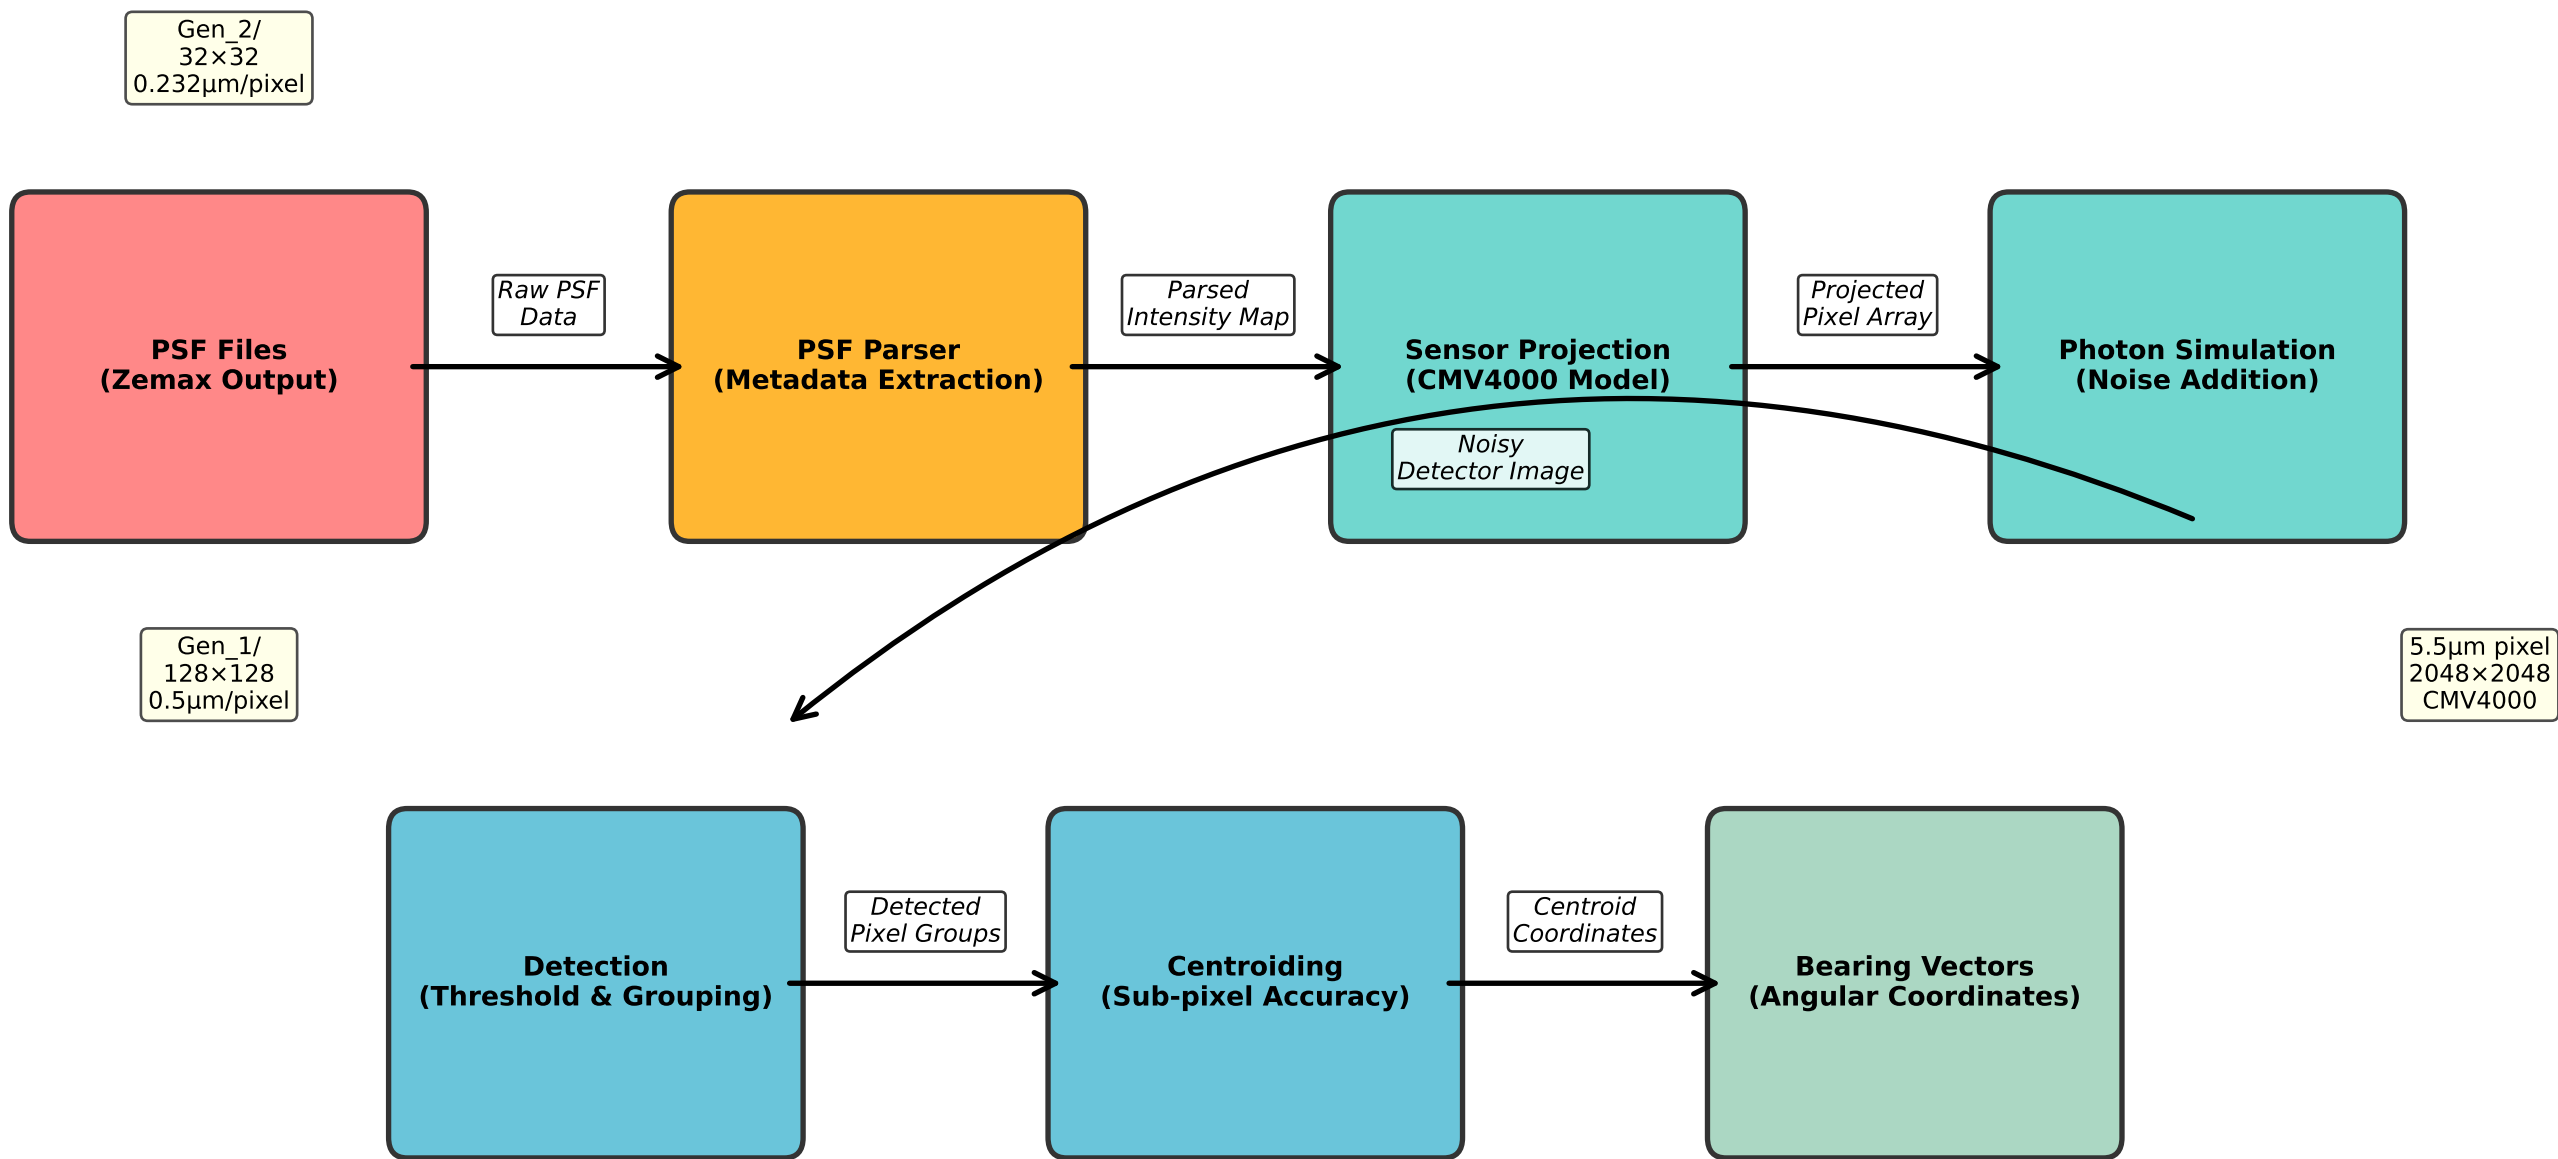 Gen_2/
32×32
0.232μm/pixel
PSF Files
(Zemax Output)
Raw PSF
Data
PSF Parser
(Metadata Extraction)
Parsed
Intensity Map
Sensor Projection
(CMV4000 Model)
Projected
Pixel Array
Photon Simulation
(Noise Addition)
Noisy
Detector Image
Gen_1/
128×128
0.5μm/pixel
5.5μm pixel
2048×2048
CMV4000
Detection
(Threshold & Grouping)
Detected
Pixel Groups
Centroiding
(Sub-pixel Accuracy)
Centroid
Coordinates
Bearing Vectors
(Angular Coordinates)